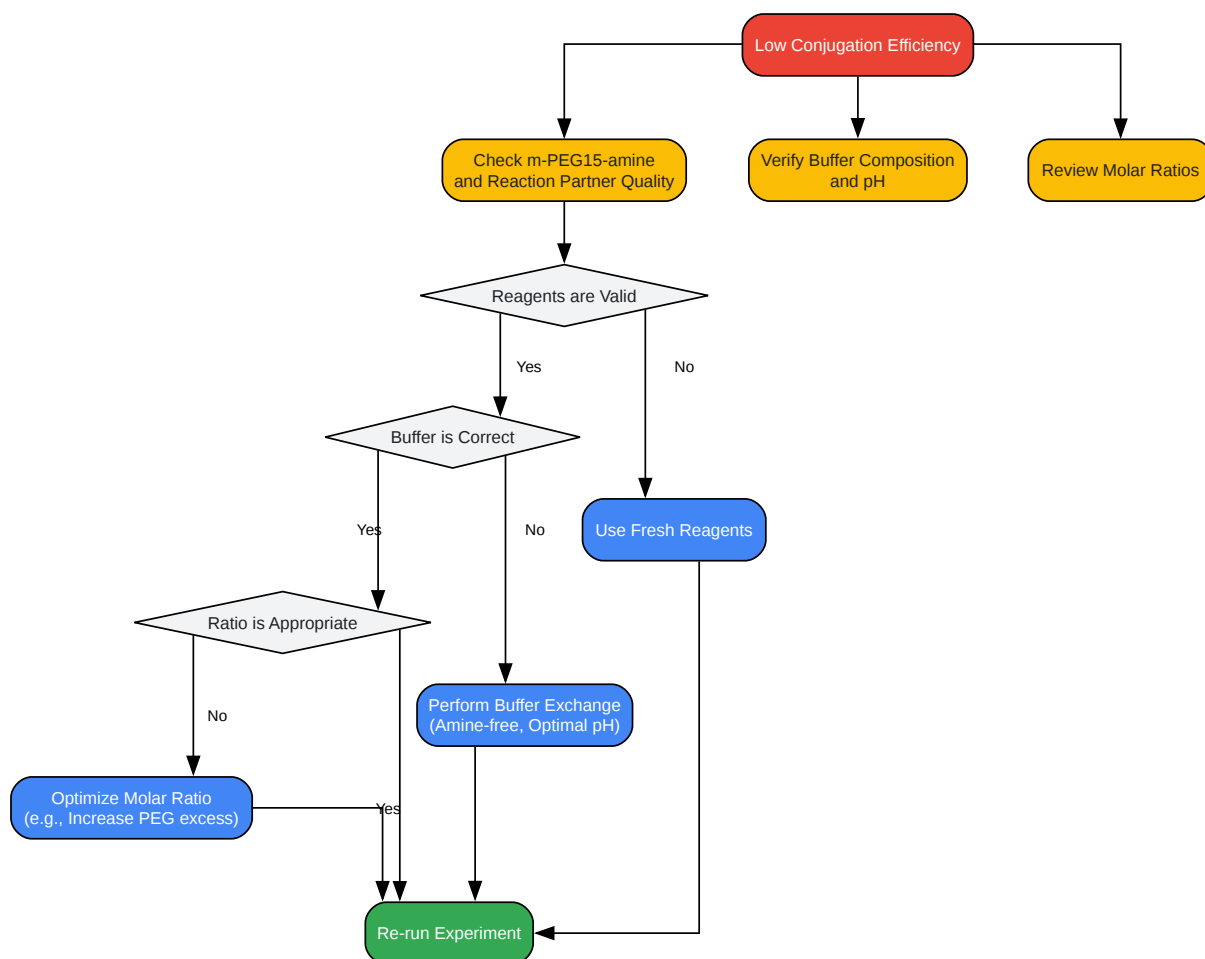 Low Conjugation Efficiency
Check m-PEG15-amine
and Reaction Partner Quality
Verify Buffer Composition
and pH
Review Molar Ratios
Reagents are Valid
Yes
No
Buffer is Correct
Yes
No
Use Fresh Reagents
Ratio is Appropriate
No
Perform Buffer Exchange
(Amine-free, Optimal pH)
Optimize Molar Ratio
(e.g., Increase PEG excess)
Yes
Re-run Experiment